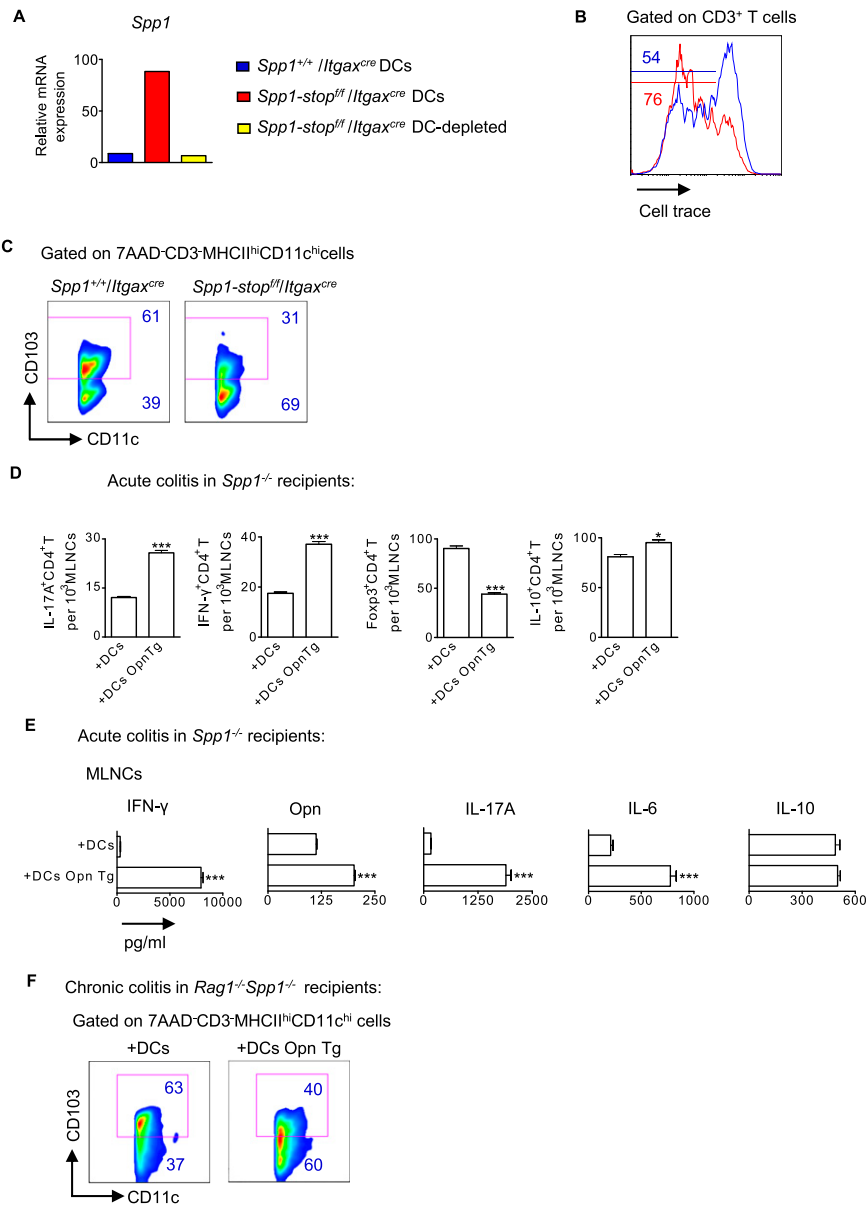 A
Spp1
100
50
0
Relative mRNA
expression
Spp1+/+ /Itgaxcre DCs
Spp1-stopf/f /Itgaxcre DCs
Spp1-stopf/f /Itgaxcre DC-depleted
B
Gated on CD3+ T cells
54
76
Cell trace
C
Gated on 7AAD-CD3-MHCIIhiCD11chicells
Spp1+/+/Itgaxcre
Spp1-stopf/f/Itgaxcre
61
39
31
69
CD103
CD11c
D
Acute colitis in Spp1-/- recipients:
IL-17A+CD4+T
per 103MLNCs
30
15
0
***
+DCs
+DCs OpnTg
IFN-γ+CD4+T
per 103MLNCs
40
20
0
***
+DCs
+DCs OpnTg
Foxp3+CD4+T
per 103MLNCs
100
50
0
***
+DCs
+DCs OpnTg
IL-10+CD4+T
per 103MLNCs
100
50
0
*
+DCs
+DCs OpnTg
E
Acute colitis in Spp1-/- recipients:
MLNCs
IFN-γ
Opn
IL-17A
IL-6
IL-10
+DCs
+DCs Opn Tg
***
***
***
***
0 5000 10000
0 125 250
0 1250 2500
0 500 1000
0 300 600
pg/ml
F
Chronic colitis in Rag1-/-Spp1-/- recipients:
Gated on 7AAD-CD3-MHCIIhiCD11chi cells
+DCs
+DCs Opn Tg
63
37
40
60
CD103
CD11c